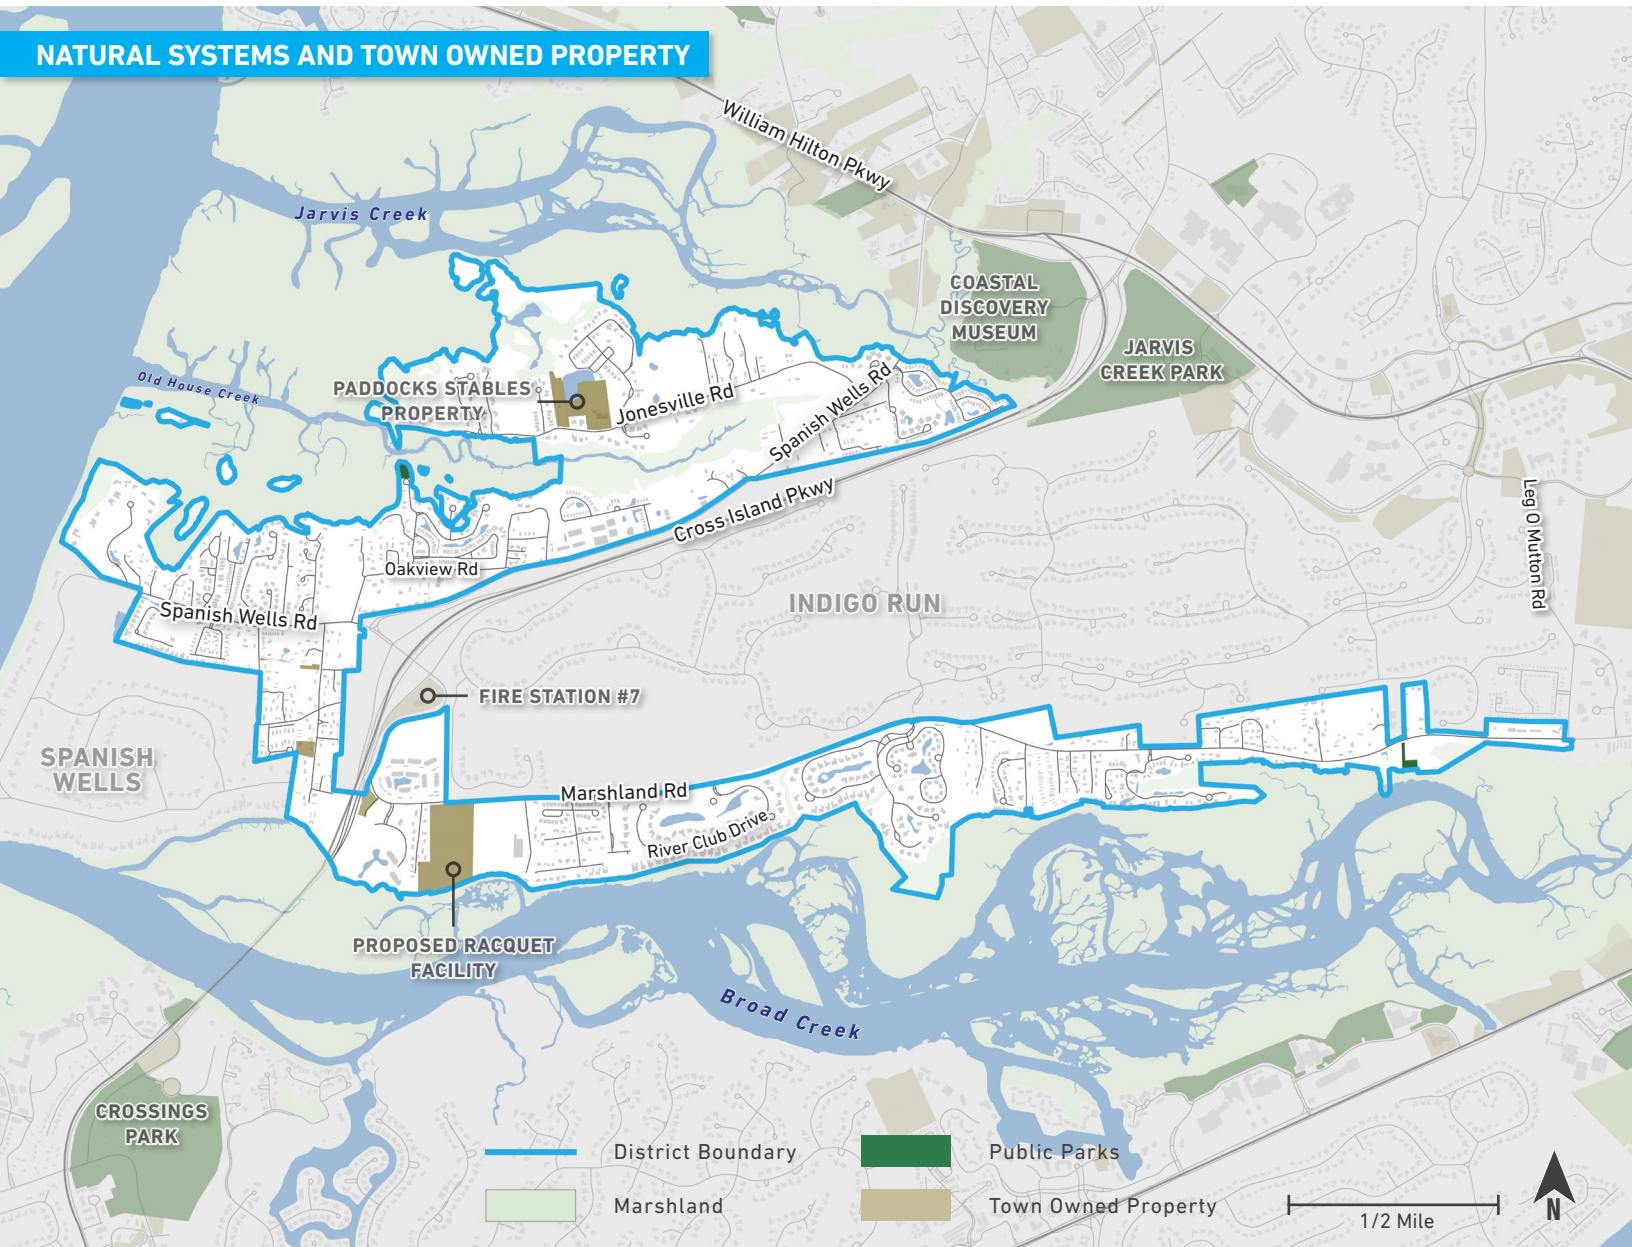 NATURAL SYSTEMS AND TOWN OWNED PROPERTY
William Hilton Pkwy
Jarvis Creek
COASTAL
DISCOVERY
MUSEUM
JARVIS
CREEK PARK
Old House Creek
PADDOCKS STABLES
PROPERTY
Jonesville Rd
Spanish Wells Rd
Cross Island Pkwy
Leg O Mutton Rd
Oakview Rd
Spanish Wells Rd
INDIGO RUN
FIRE STATION #7
SPANISH
WELLS
Marshland Rd
River Club Drive
PROPOSED RACQUET
FACILITY
Broad Creek
CROSSINGS
PARK
District Boundary
Public Parks
Marshland
Town Owned Property
1/2 Mile
N